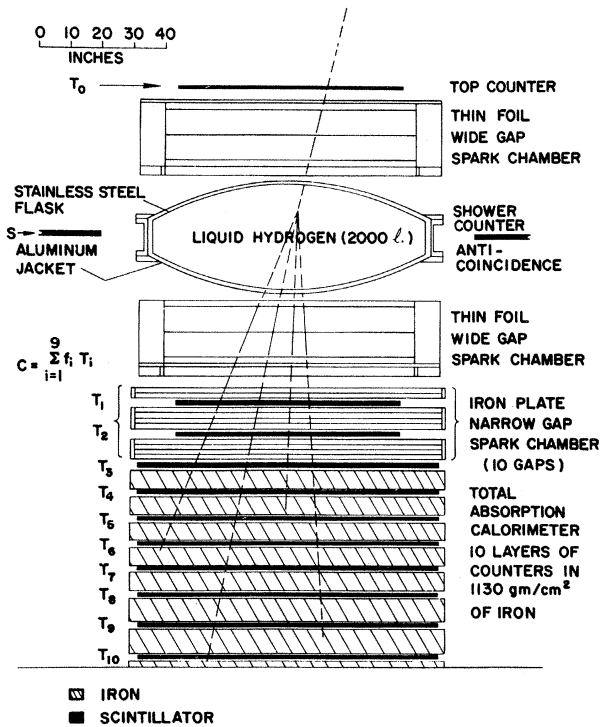 0 10 20 30 40
INCHES
T₀
TOP COUNTER
THIN FOIL
WIDE GAP
SPARK CHAMBER
STAINLESS STEEL
FLASK
S
ALUMINUM
JACKET
LIQUID HYDROGEN (2000 l.)
SHOWER
COUNTER
ANTI-
COINCIDENCE
THIN FOIL
WIDE GAP
SPARK CHAMBER
9
C = Σ fᵢ Tᵢ
i=1
T₁
T₂
T₃
T₄
T₅
T₆
T₇
T₈
T₉
T₁₀
IRON PLATE
NARROW GAP
SPARK CHAMBER
(10 GAPS)
TOTAL
ABSORPTION
CALORIMETER
10 LAYERS OF
COUNTERS IN
1130 gm/cm²
OF IRON
IRON
SCINTILLATOR